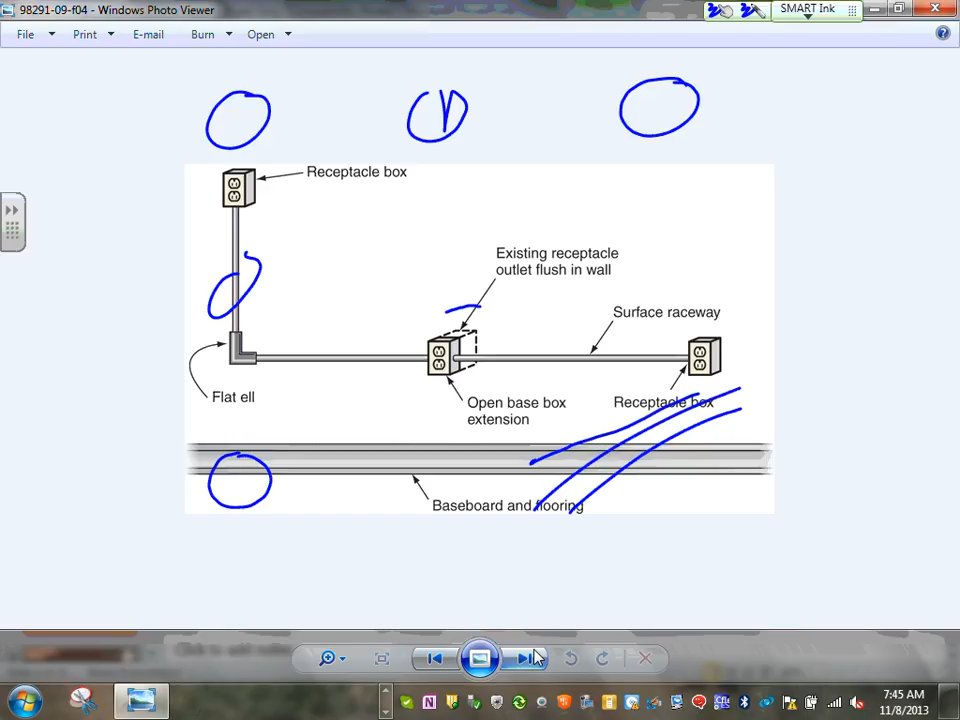 98291-09-f04 - Windows Photo Viewer
SMART Ink
File Print E-mail Burn Open
Receptacle box
Existing receptacle
outlet flush in wall
Surface raceway
Flat ell
Open base box
extension
Receptacle box
Baseboard and flooring
7:45 AM
11/8/2013